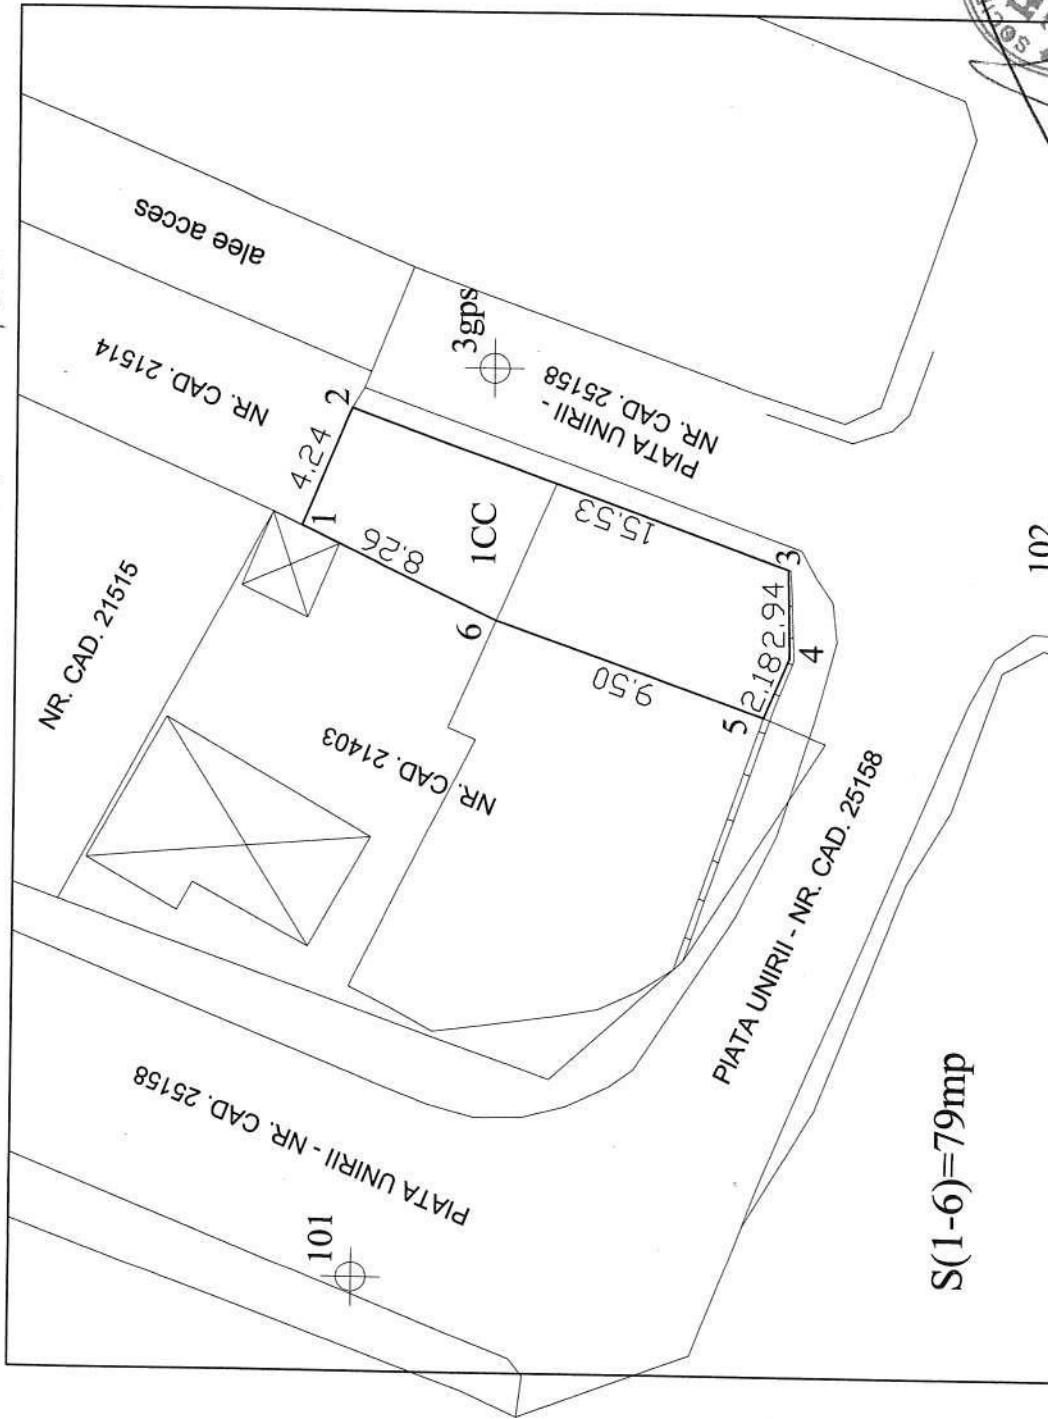 alee acces
NR. CAD. 21514
3gps
PIATA UNIRII -
NR. CAD. 25158
2
4.24
1
8.26
1CC
15.53
NR. CAD. 21515
6
9.50
3
2.94
4
2.18
5
NR. CAD. 21403
102
PIATA UNIRII - NR. CAD. 25158
PIATA UNIRII - NR. CAD. 25158
101
S(1-6)=79mp